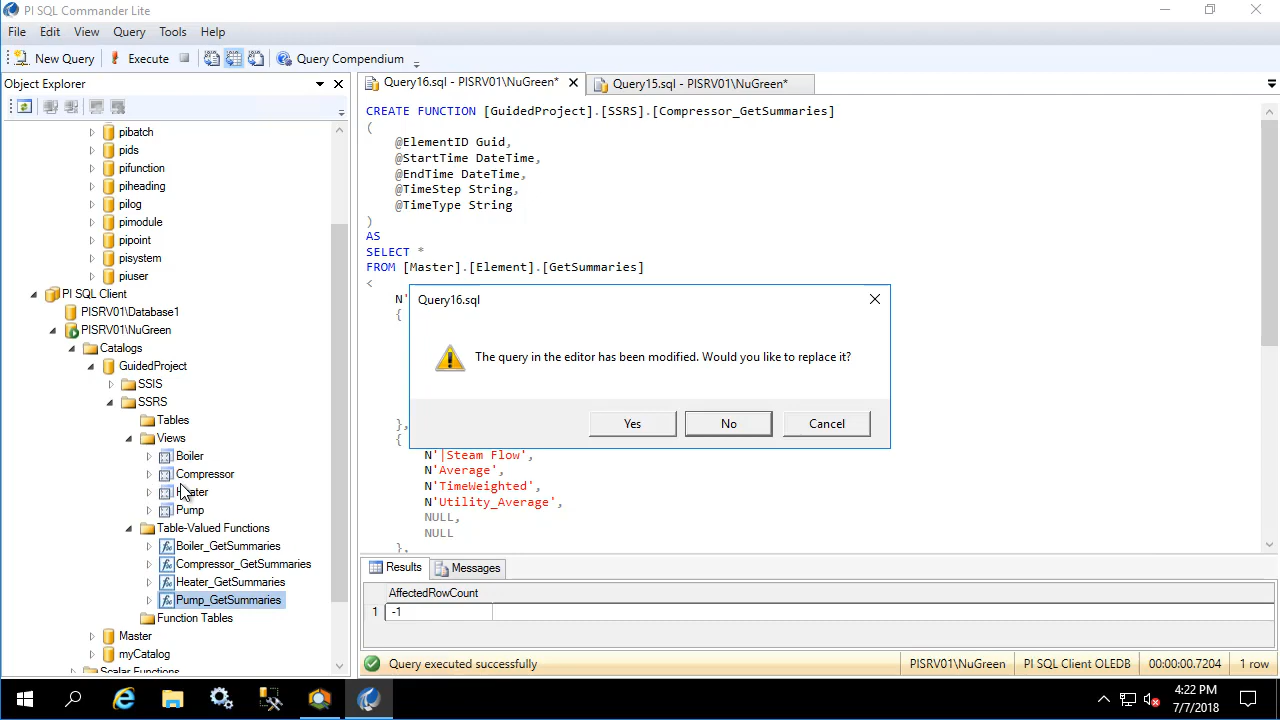 PI SQL Commander Lite
File Edit View Query Tools Help
New Query Execute Query Compendium
Object Explorer
pibatch
pids
pifunction
piheading
pilog
pimodule
pipoint
pisystem
piuser
PI SQL Client
PISRV01\Database1
PISRV01\NuGreen
Catalogs
GuidedProject
SSIS
SSRS
Tables
Views
Boiler
Compressor
Heater
Pump
Table-Valued Functions
Boiler_GetSummaries
Compressor_GetSummaries
Heater_GetSummaries
Pump_GetSummaries
Function Tables
Master
myCatalog
Scalar Functions
Query16.sql - PISRV01\NuGreen* Query15.sql - PISRV01\NuGreen*
CREATE FUNCTION [GuidedProject].[SSRS].[Compressor_GetSummaries]
(
@ElementID Guid,
@StartTime DateTime,
@EndTime DateTime,
@TimeStep String,
@TimeType String
)
AS
SELECT *
FROM [Master].[Element].[GetSummaries]
<
N'
{
},
{
N'|Steam Flow',
N'Average',
N'TimeWeighted',
N'Utility_Average',
NULL,
NULL
},
Query16.sql
The query in the editor has been modified. Would you like to replace it?
Yes No Cancel
Results Messages
AffectedRowCount
1 -1
Query executed successfully PISRV01\NuGreen PI SQL Client OLEDB 00:00:00.7204 1 row
4:22 PM
7/7/2018